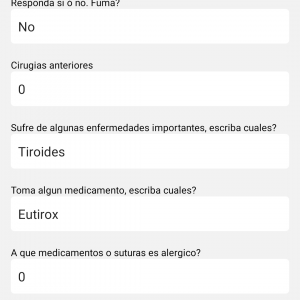 Responda si o no. Fuma?
No
Cirugias anteriores
0
Sufre de algunas enfermedades importantes, escriba cuales?
Tiroides
Toma algun medicamento, escriba cuales?
Eutirox
A que medicamentos o suturas es alergico?
0